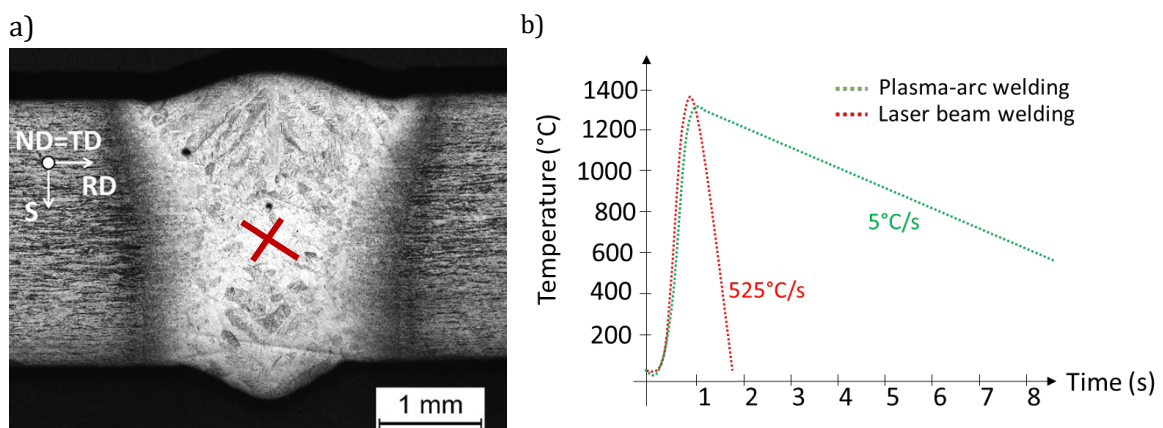 a)
ND=TD
RD
S
1 mm
b)
Temperature (°C)
1400
1200
1000
800
600
400
200
Plasma-arc welding
Laser beam welding
5°C/s
525°C/s
1 2 3 4 5 6 7 8
Time (s)